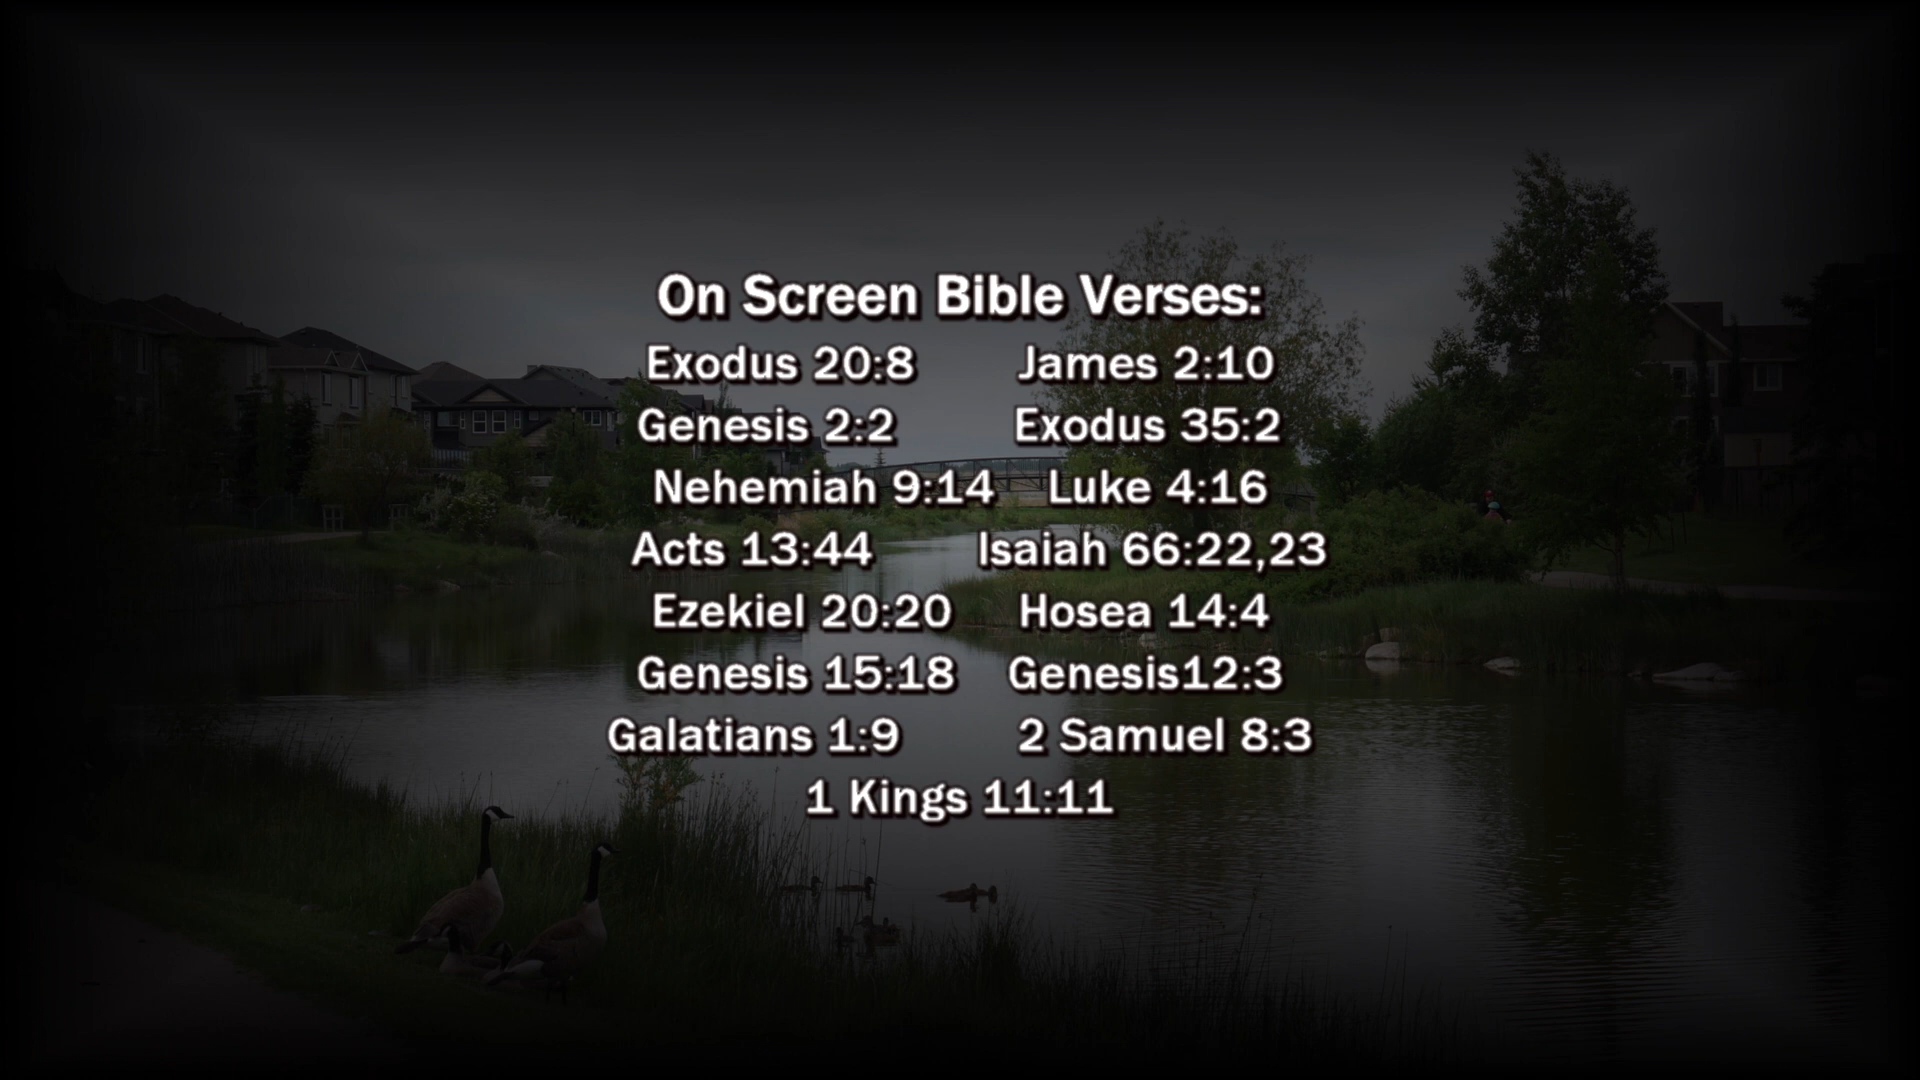 On Screen Bible Verses:
Exodus 20:8 James 2:10
Genesis 2:2 Exodus 35:2
Nehemiah 9:14 Luke 4:16
Acts 13:44 Isaiah 66:22,23
Ezekiel 20:20 Hosea 14:4
Genesis 15:18 Genesis12:3
Galatians 1:9 2 Samuel 8:3
1 Kings 11:11